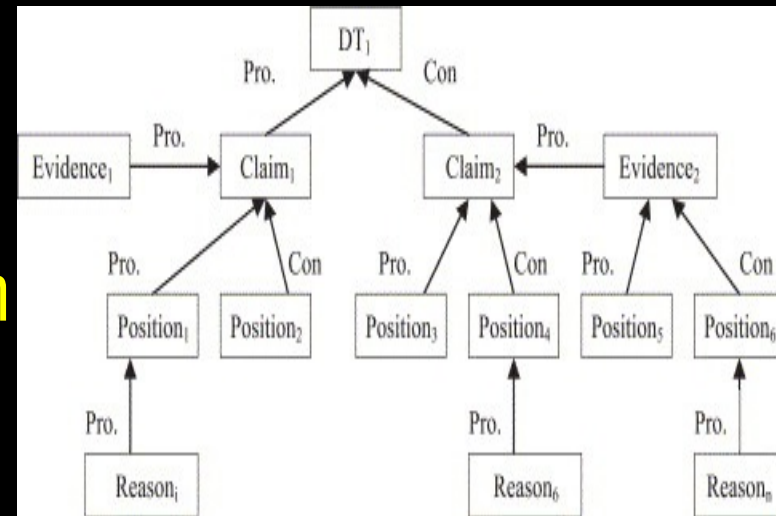 DT₁
Pro. Con
Pro. Pro.
Evidence₁ Claim₁ Claim₂ Evidence₂
Pro. Con Pro. Con Pro. Con
Position₁ Position₂ Position₃ Position₄ Position₅ Position₆
n
Pro. Pro. Pro.
Reasonᵢ Reason₆ Reasonₙ